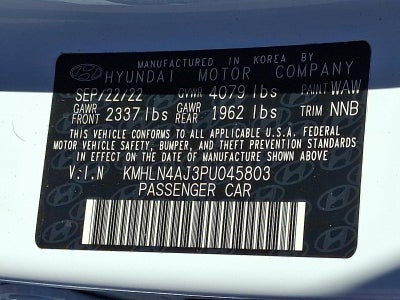 MANUFACTURED IN KOREA BY
HYUNDAI MOTOR COMPANY
SEP/22/22 GVWR 4079 lbs PAINT WAW
GAWR FRONT 2337 lbs GAWR REAR 1962 lbs TRIM NNB
THIS VEHICLE CONFORMS TO ALL APPLICABLE U.S.A. FEDERAL
MOTOR VEHICLE SAFETY, BUMPER, AND THEFT PREVENTION STANDARDS
IN EFFECT ON THE DATE OF MANUFACTURE SHOWN ABOVE
V.I.N KMHLN4AJ3PU045803
PASSENGER CAR